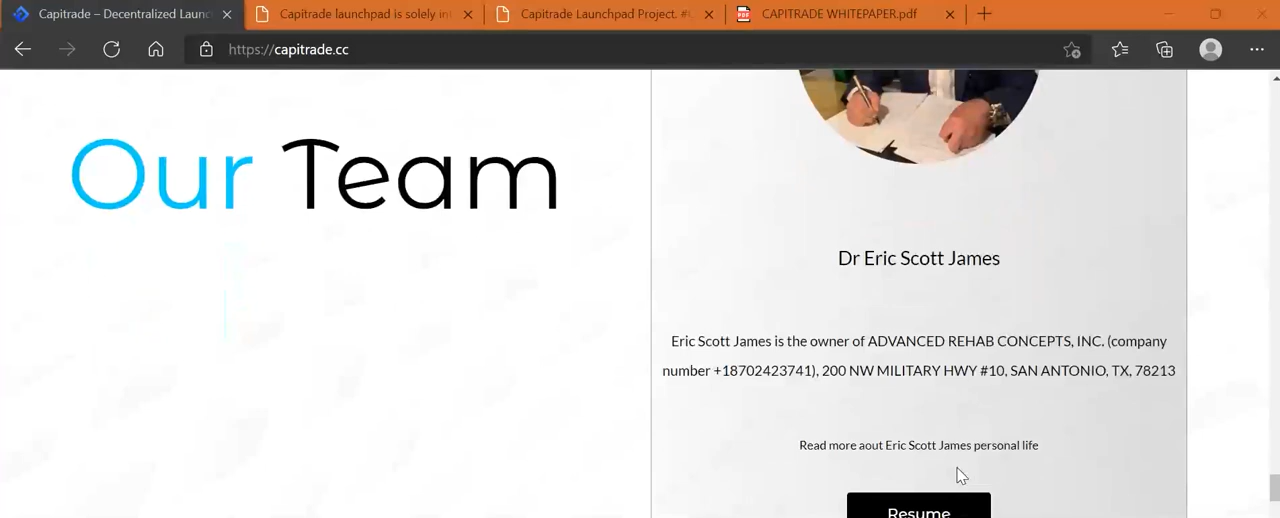 Capitrade – Decentralized Launc
Capitrade launchpad is solely in
Capitrade Launchpad Project. #
CAPITRADE WHITEPAPER.pdf
https://capitrade.cc
Our Team
Dr Eric Scott James
Eric Scott James is the owner of ADVANCED REHAB CONCEPTS, INC. (company
number +18702423741), 200 NW MILITARY HWY #10, SAN ANTONIO, TX, 78213
Read more aout Eric Scott James personal life
Resume